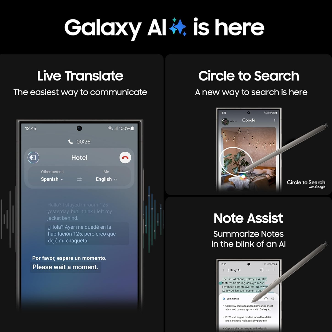 Galaxy AI is here
Live Translate
The easiest way to communicate
Hotel
Spanish
English
Por favor, espere un momento.
Please wait a moment.
Circle to Search
A new way to search is here
Circle to Search
Note Assist
Summarize Notes
in the blink of an AI